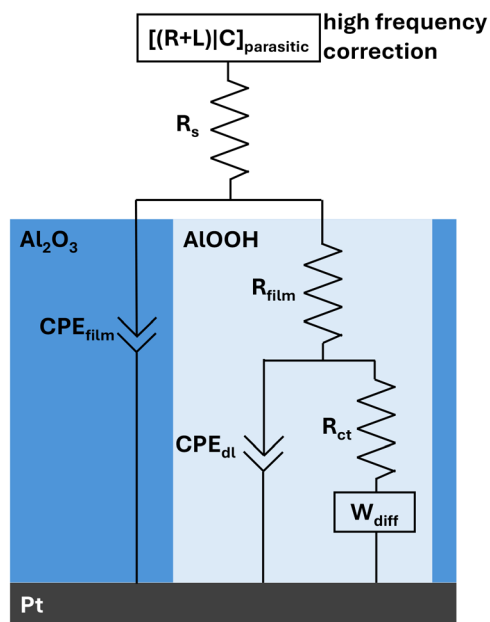 [(R+L)|C]parasitic
high frequency
correction
Rs
Al2O3
AlOOH
Rfilm
CPEfilm
Rct
CPEdl
Wdiff
Pt